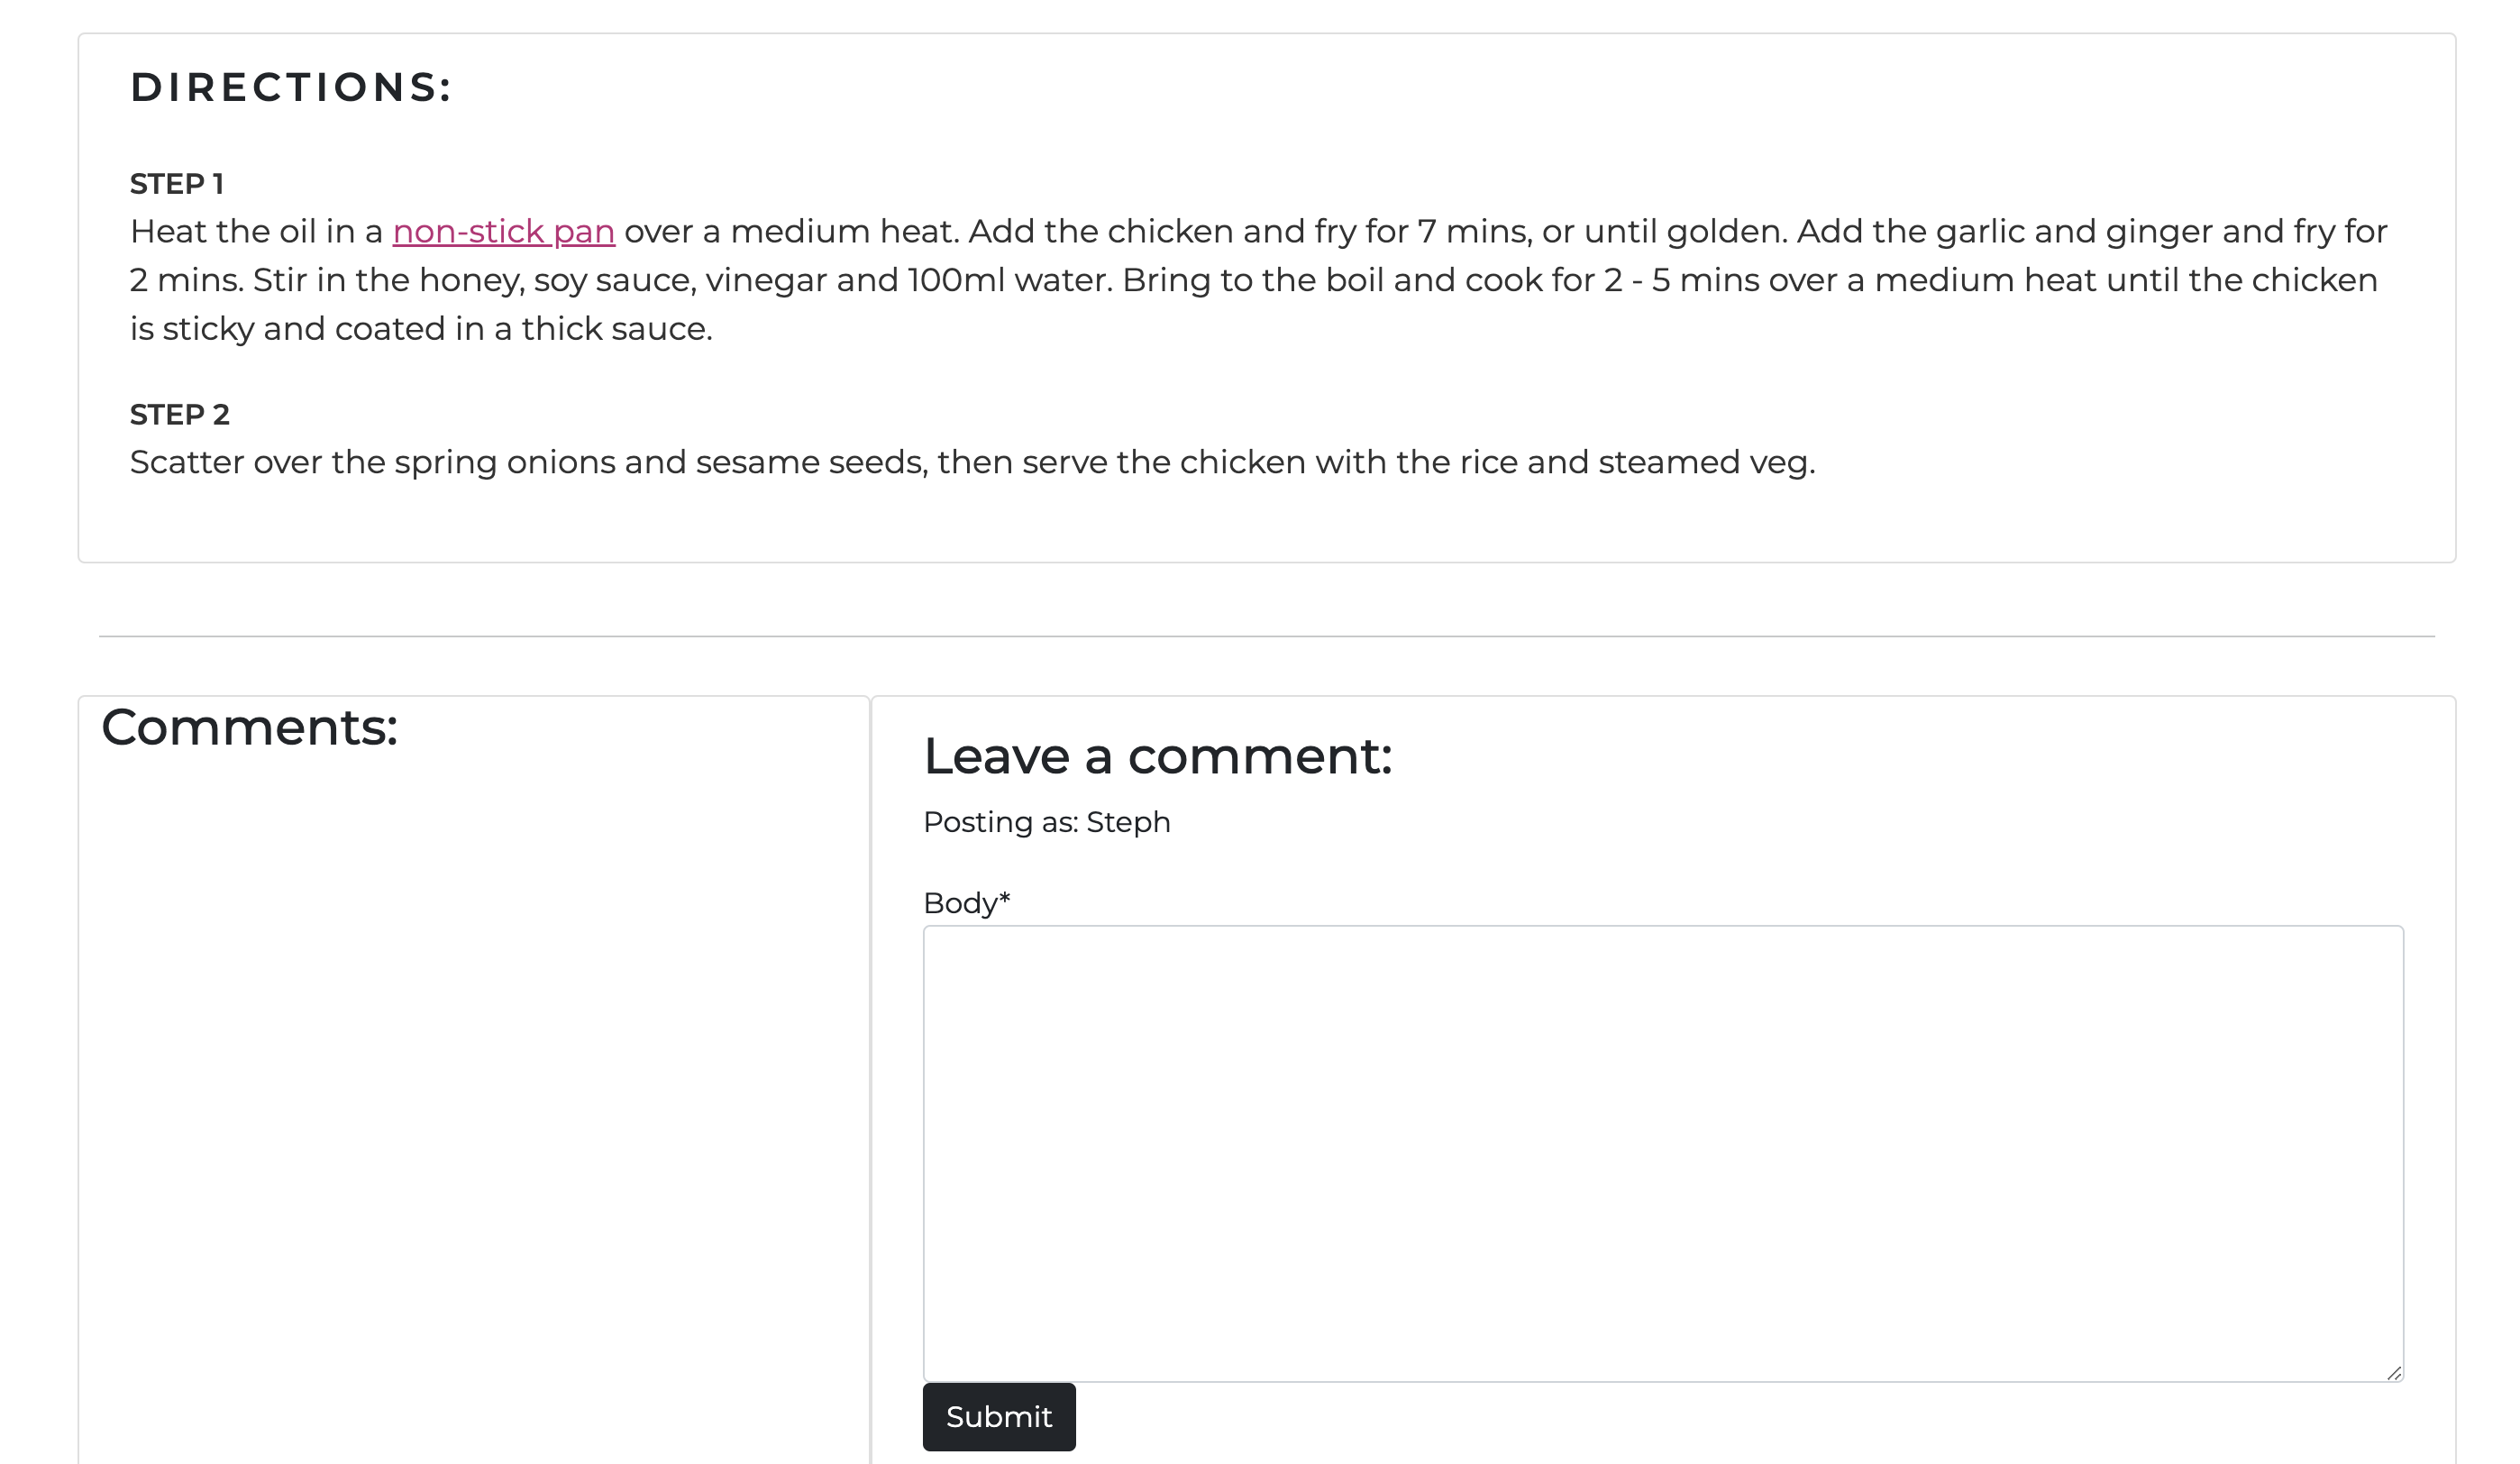 DIRECTIONS:
STEP 1
Heat the oil in a non-stick pan over a medium heat. Add the chicken and fry for 7 mins, or until golden. Add the garlic and ginger and fry for
2 mins. Stir in the honey, soy sauce, vinegar and 100ml water. Bring to the boil and cook for 2 - 5 mins over a medium heat until the chicken
is sticky and coated in a thick sauce.
STEP 2
Scatter over the spring onions and sesame seeds, then serve the chicken with the rice and steamed veg.
Comments:
Leave a comment:
Posting as: Steph
Body*
Submit